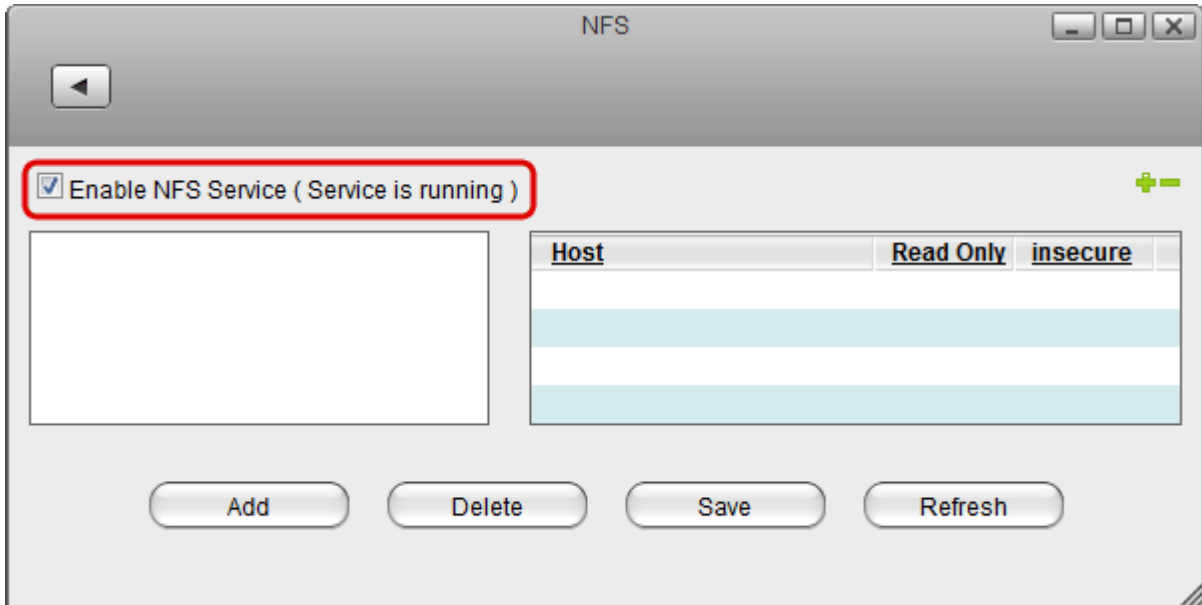 NFS
Enable NFS Service ( Service is running )
Host Read Only insecure
Add Delete Save Refresh